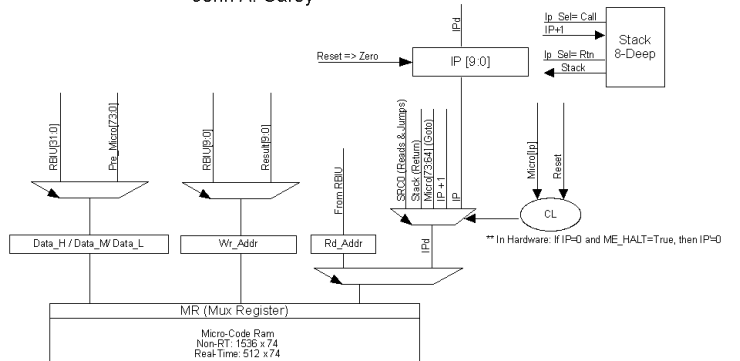 John A. Carey
IPd
Ip_Sel= Call
IP+1
Ip_Sel= Rtn
Stack
Stack
8-Deep
Reset => Zero
IP [9:0]
RBIU[31:0]
Pre_Micro[73:0]
RBIU[9:0]
Result[9:0]
From RBIU
SRC0 (Reads & Jumps)
Stack (Return)
Micro[73:64] (Goto)
IP +1
IP
Micro[Ip]
Reset
CL
** In Hardware: If IP=0 and ME_HALT=True, then IP'=0
Data_H / Data_M/ Data_L
Wr_Addr
Rd_Addr
IPd
MR (Mux Register)
Micro-Code Ram
Non-RT: 1536 x 74
Real-Time: 512 x 74